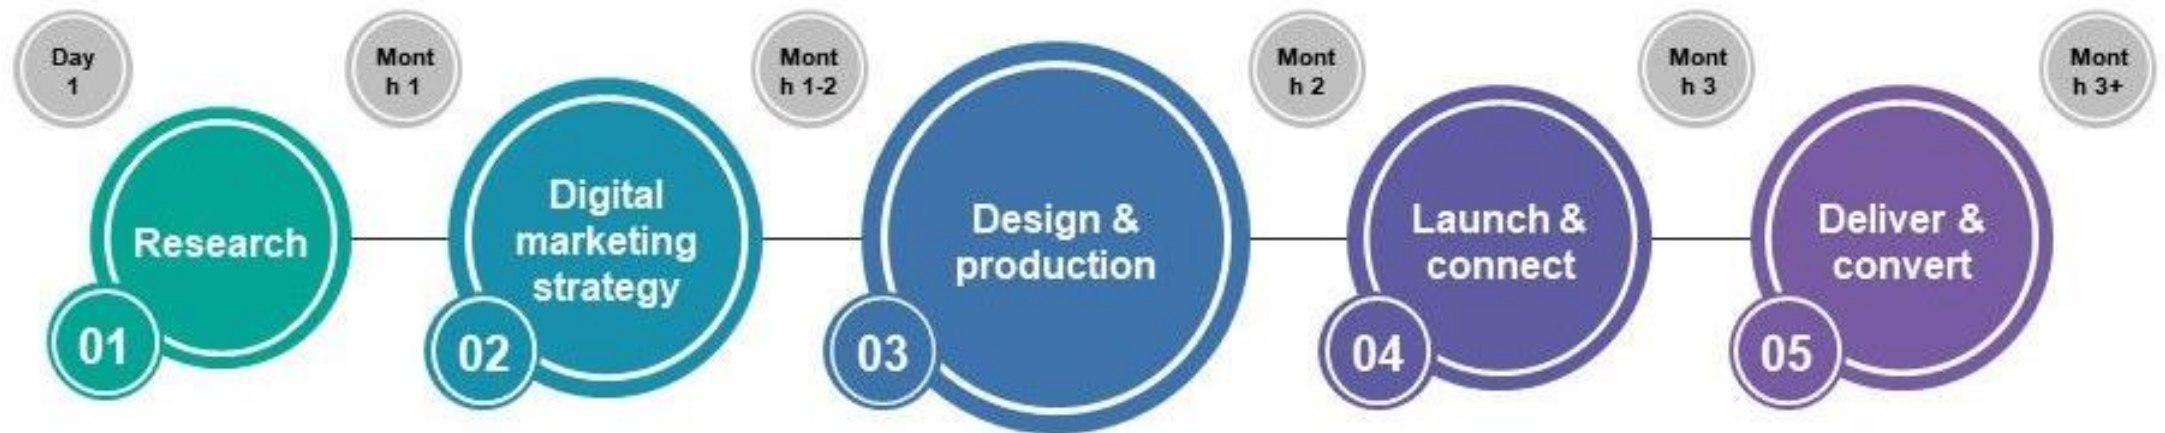 Day
1
Mont
h 1
Mont
h 1-2
Mont
h 2
Mont
h 3
Mont
h 3+
Research
01
Digital
marketing
strategy
02
Design &
production
03
Launch &
connect
04
Deliver &
convert
05